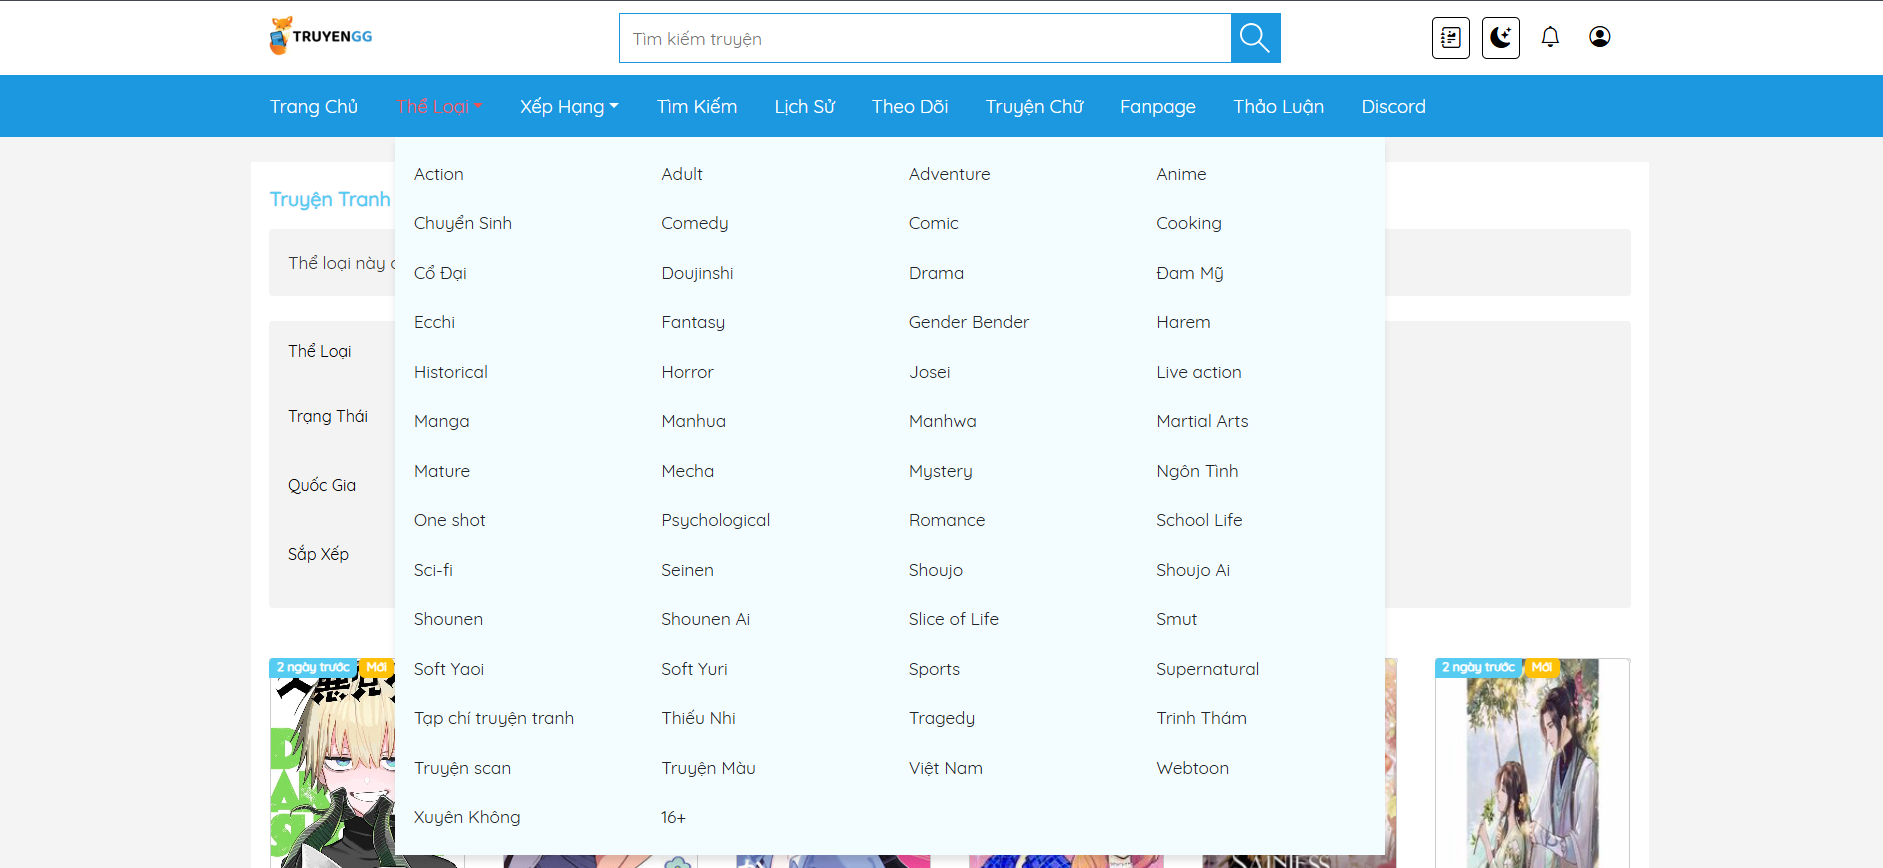 TRUYENGG
Tìm kiếm truyện
Trang Chủ Thể Loại Xếp Hạng Tìm Kiếm Lịch Sử Theo Dõi Truyện Chữ Fanpage Thảo Luận Discord
Truyện Tranh
Thể loại này
Thể Loại
Trạng Thái
Quốc Gia
Sắp Xếp
Action Adult Adventure Anime
Chuyển Sinh Comedy Comic Cooking
Cổ Đại Doujinshi Drama Đam Mỹ
Ecchi Fantasy Gender Bender Harem
Historical Horror Josei Live action
Manga Manhua Manhwa Martial Arts
Mature Mecha Mystery Ngôn Tình
One shot Psychological Romance School Life
Sci-fi Seinen Shoujo Shoujo Ai
Shounen Shounen Ai Slice of Life Smut
Soft Yaoi Soft Yuri Sports Supernatural
Tạp chí truyện tranh Thiếu Nhi Tragedy Trinh Thám
Truyện scan Truyện Màu Việt Nam Webtoon
Xuyên Không 16+
2 ngày trước Mới
2 ngày trước Mới